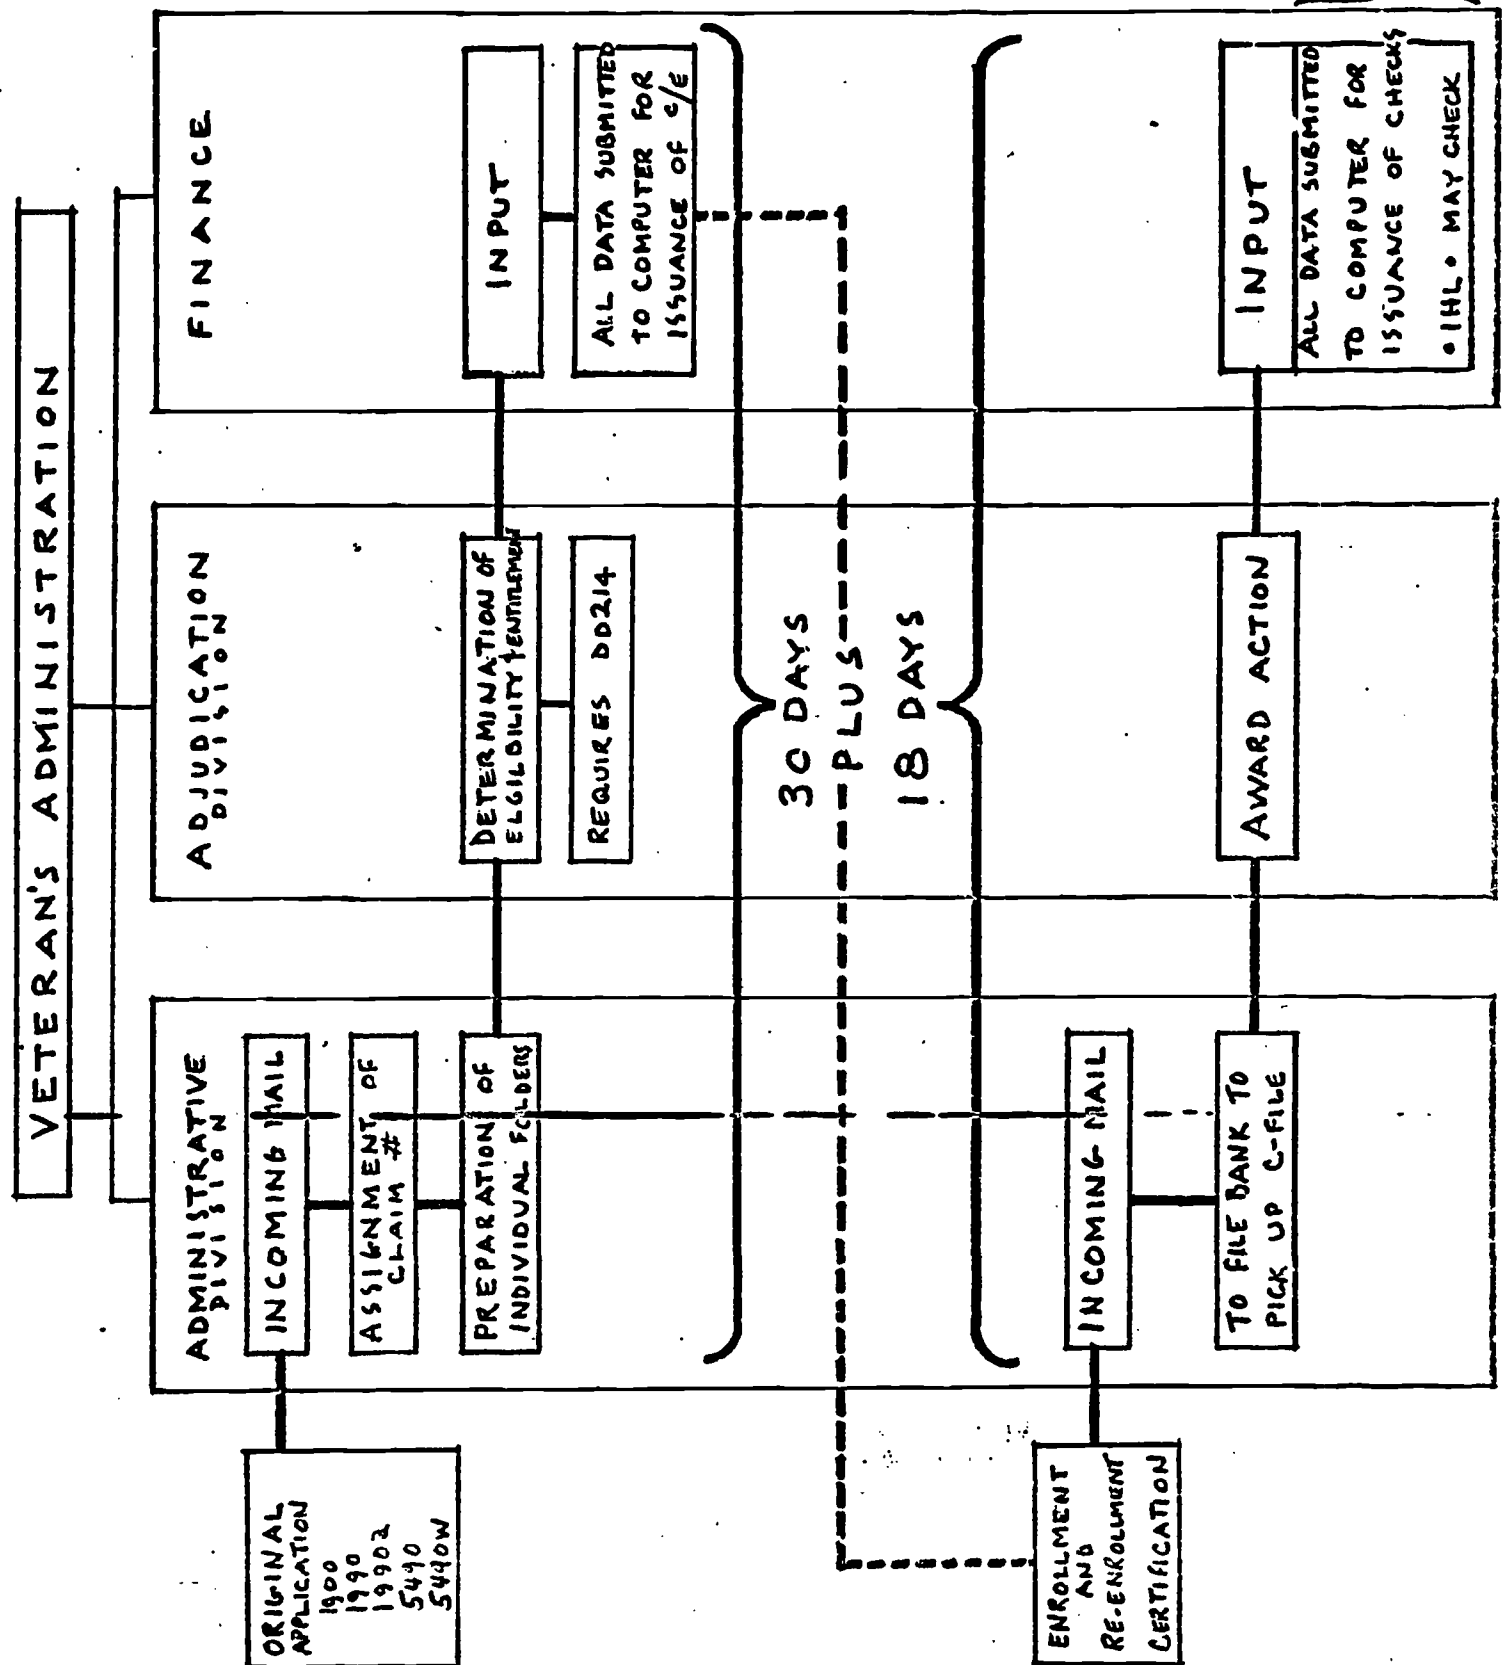 VETERAN'S ADMINISTRATION
ADMINISTRATIVE
DIVISION
ADJUDICATION
DIVISION
FINANCE
ORIGINAL
APPLICATION
1900
1990
19902
5490
5490W
INCOMING MAIL
ASSIGNMENT OF
CLAIM #
PREPARATION OF
INDIVIDUAL FOLDERS
DETERMINATION OF
ELGILDILITY & ENTITLEMENT
REQUIRES DD214
INPUT
ALL DATA SUBMITTED
TO COMPUTER FOR
ISSUANCE OF C/E
30 DAYS
PLUS
18 DAYS
ENROLLMENT
AND
RE-ENROLLMENT
CERTIFICATION
INCOMING MAIL
TO FILE BANK TO
PICK UP C-FILE
AWARD ACTION
INPUT
ALL DATA SUBMITTED
TO COMPUTER FOR
ISSUANCE OF CHECKS
• IHL • MAY CHECK